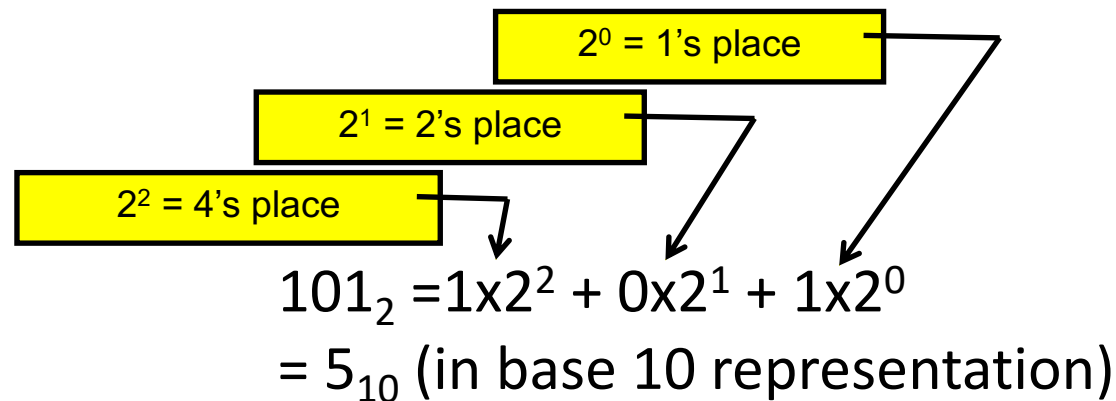 2⁰ = 1’s place
2¹ = 2’s place
2² = 4’s place
101₂ =1x2² + 0x2¹ + 1x2⁰
= 5₁₀ (in base 10 representation)